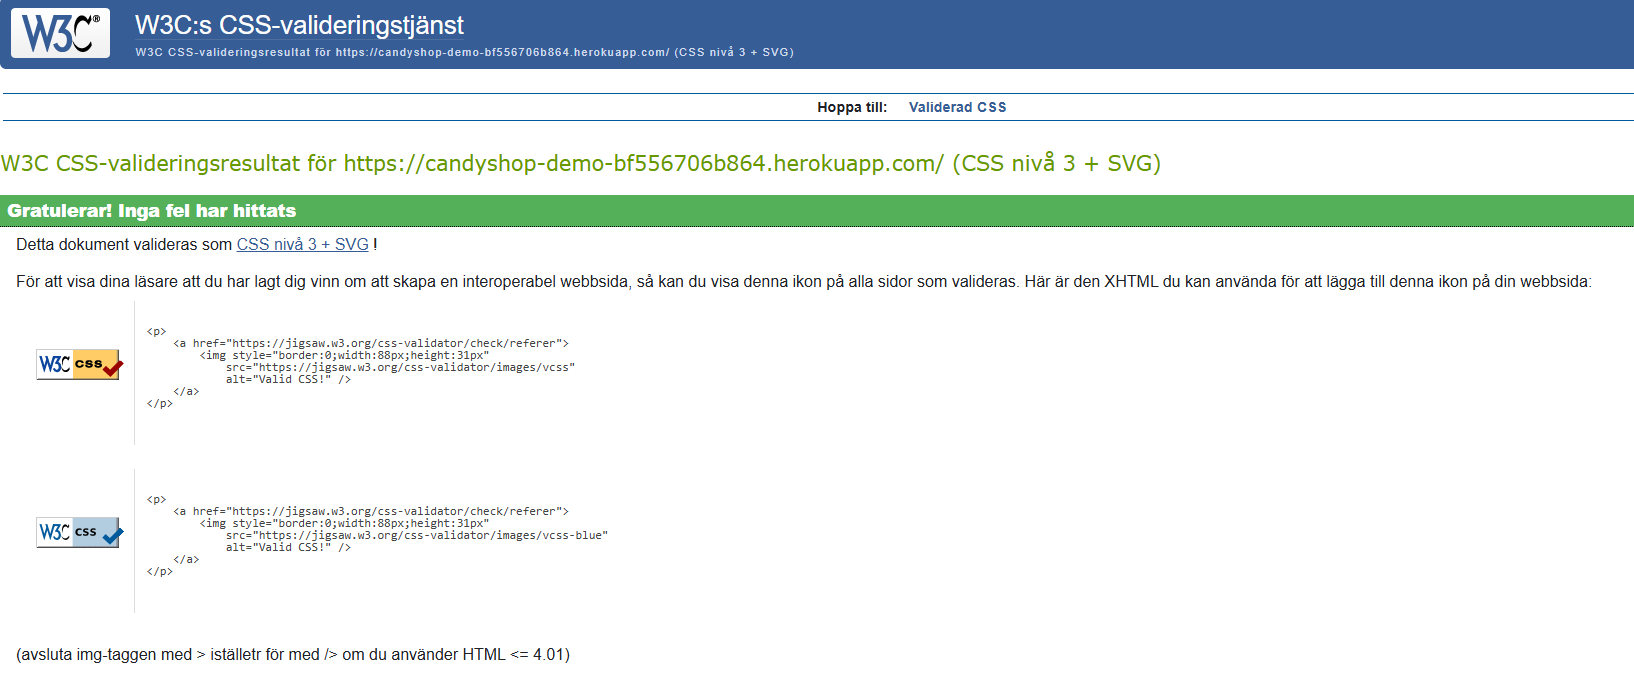 W3C® W3C:s CSS-valideringstjänst
W3C CSS-valideringsresultat för https://candyshop-demo-bf556706b864.herokuapp.com/ (CSS nivå 3 + SVG)
Hoppa till: Validerad CSS
W3C CSS-valideringsresultat för https://candyshop-demo-bf556706b864.herokuapp.com/ (CSS nivå 3 + SVG)
Gratulerar! Inga fel har hittats
Detta dokument valideras som CSS nivå 3 + SVG !
För att visa dina läsare att du har lagt dig vinn om att skapa en interoperabel webbsida, så kan du visa denna ikon på alla sidor som valideras. Här är den XHTML du kan använda för att lägga till denna ikon på din webbsida:
W3C css
<p>
<a href="https://jigsaw.w3.org/css-validator/check/referer">
<img style="border:0;width:88px;height:31px"
src="https://jigsaw.w3.org/css-validator/images/vcss"
alt="Valid CSS!" />
</a>
</p>
W3C css
<p>
<a href="https://jigsaw.w3.org/css-validator/check/referer">
<img style="border:0;width:88px;height:31px"
src="https://jigsaw.w3.org/css-validator/images/vcss-blue"
alt="Valid CSS!" />
</a>
</p>
(avsluta img-taggen med > iställetr för med /> om du använder HTML <= 4.01)